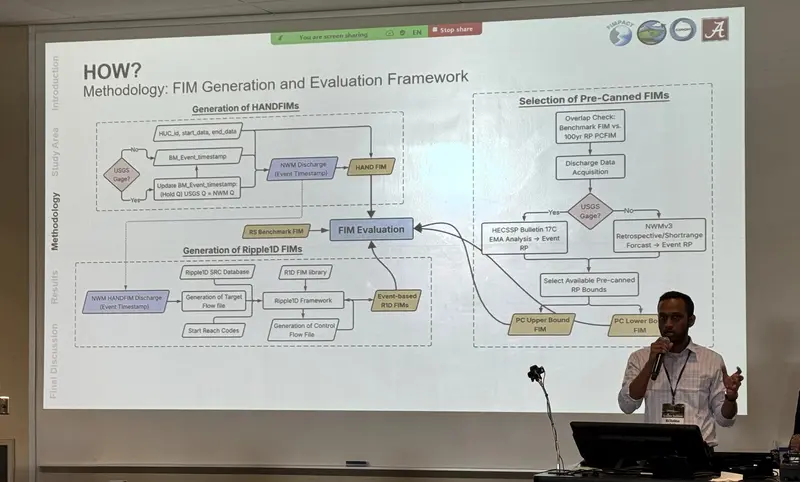 You are screen sharing
EN
Stop share
HOW?
Methodology: FIM Generation and Evaluation Framework
Introduction
Study Area
Methodology
Results
Final Discussion
Generation of HANDFIMs
HUC_id, start_data, end_data
No
BM_Event_timestamp
USGS
Gage?
Yes
Update BM_Event_timestamp:
(Hold Q) USGS Q = NWM Q
NWM Discharge
(Event Timestamp)
HAND FIM
RS Benchmark FIM
FIM Evaluation
Generation of Ripple1D FIMs
Ripple1D SRC Database
R1D FIM library
NWM HANDFIM Discharge
(Event Timestamp)
Generation of Target
Flow file
Ripple1D Framework
Event-based
R1D FIMs
Start Reach Codes
Generation of Control
Flow File
Selection of Pre-Canned FIMs
Overlap Check:
Benchmark FIM vs.
100yr RP PCFIM
Discharge Data
Acquisition
Yes
USGS
Gage?
No
HECSSP Bulletin 17C
EMA Analysis → Event
RP
NWMv3
Retrospective/Shortrange
Forcast → Event RP
Select Available Pre-canned
RP Bounds
PC Upper Bound
FIM
PC Lower
FIM
A